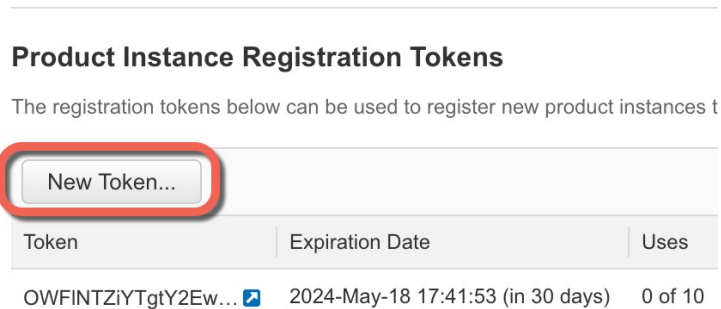 Product Instance Registration Tokens
The registration tokens below can be used to register new product instances t
New Token...
Token Expiration Date Uses
OWFlNTZiYTgtY2Ew... 2024-May-18 17:41:53 (in 30 days) 0 of 10